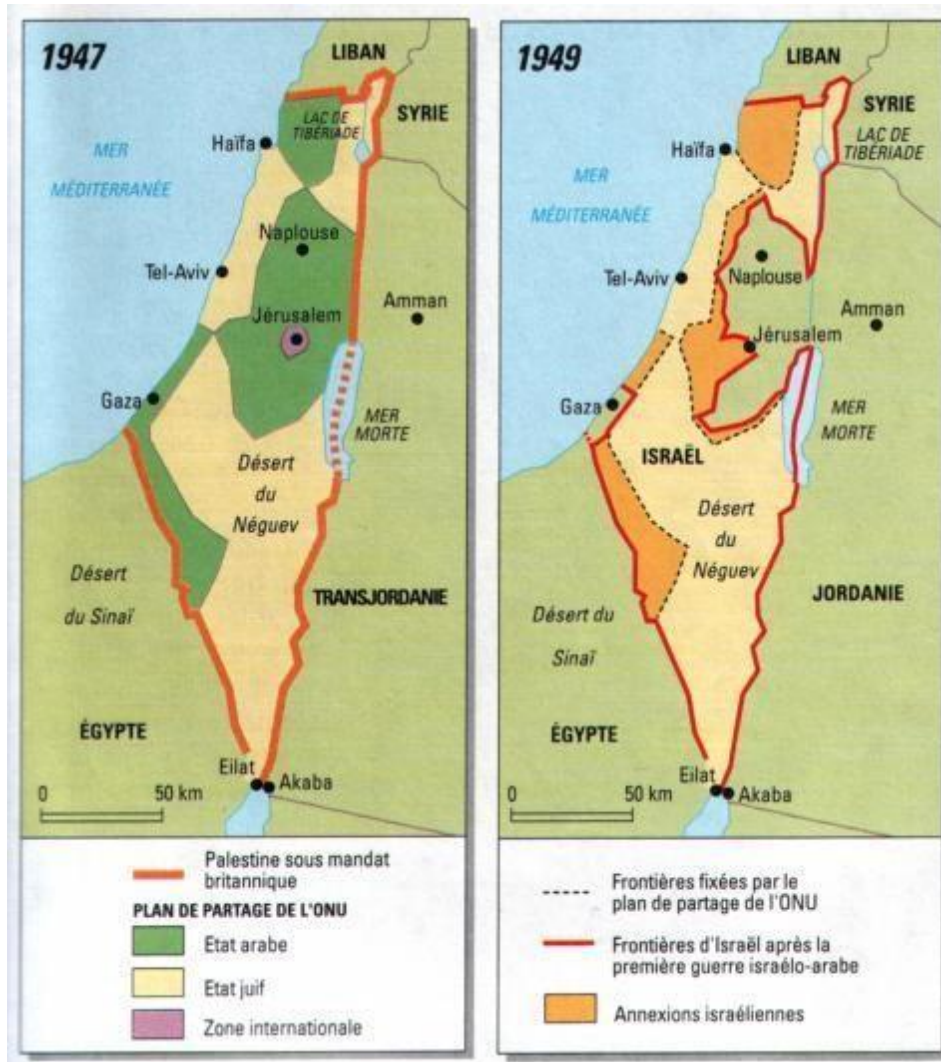 1947
LIBAN
SYRIE
LAC DE
TIBÉRIADE
Haïfa
MER
MÉDITERRANÉE
Naplouse
Tel-Aviv
Amman
Jérusalem
Gaza
MER
MORTE
Désert
du
Néguev
Désert
du Sinaï
TRANSJORDANIE
ÉGYPTE
Eilat
Akaba
0 50 km
Palestine sous mandat
britannique
PLAN DE PARTAGE DE L'ONU
Etat arabe
Etat juif
Zone internationale
1949
LIBAN
SYRIE
LAC DE
TIBÉRIADE
Haïfa
MER
MÉDITERRANÉE
Naplouse
Tel-Aviv
Amman
Jérusalem
Gaza
MER
MORTE
ISRAËL
Désert
du
Néguev
JORDANIE
Désert du
Sinaï
ÉGYPTE
Eilat
Akaba
0 50 km
Frontières fixées par le
plan de partage de l'ONU
Frontières d'Israël après la
première guerre israélo-arabe
Annexions israéliennes